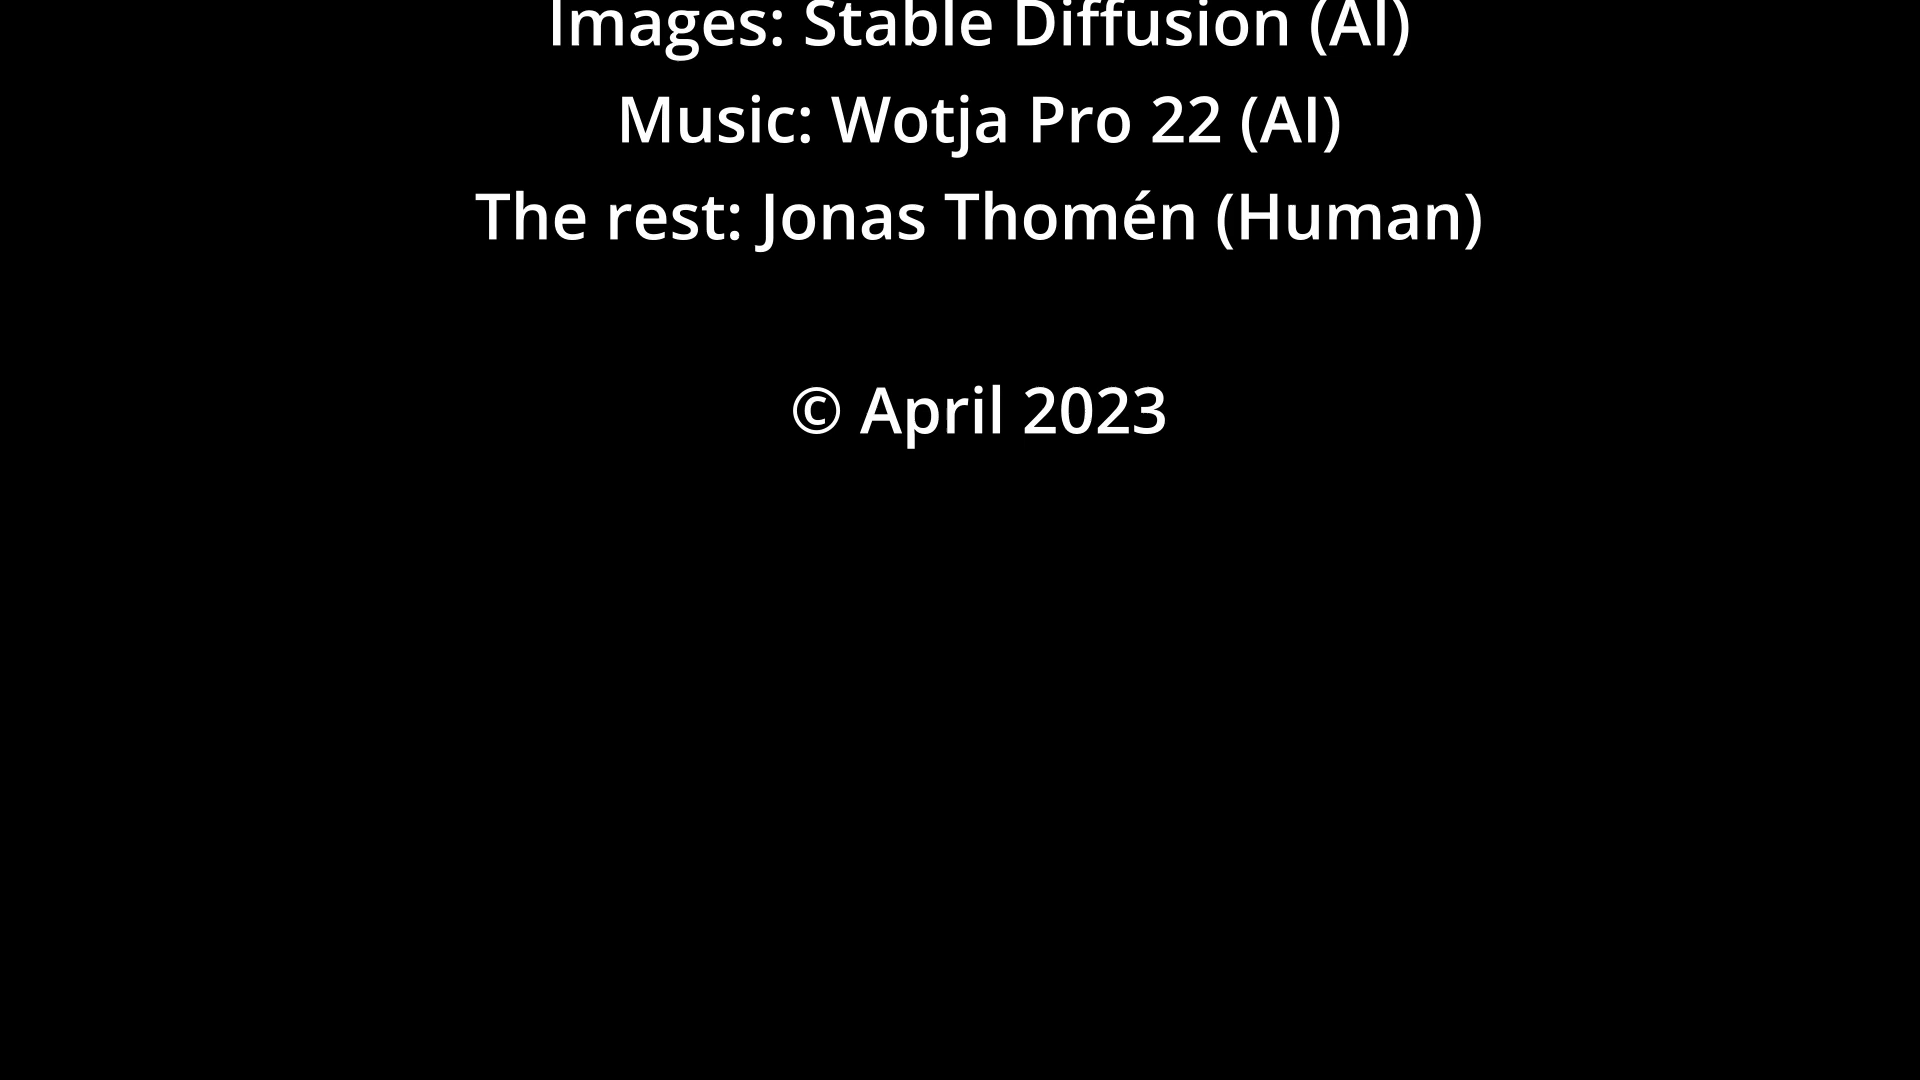 Images: Stable Diffusion (AI)
Music: Wotja Pro 22 (AI)
The rest: Jonas Thomén (Human)
© April 2023